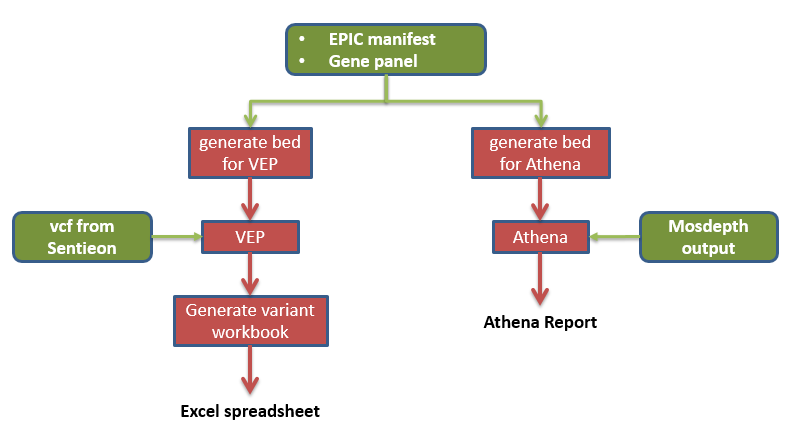 • EPIC manifest
• Gene panel
generate bed
for VEP
generate bed
for Athena
vcf from
Sentieon
VEP
Athena
Mosdepth
output
Generate variant
workbook
Athena Report
Excel spreadsheet